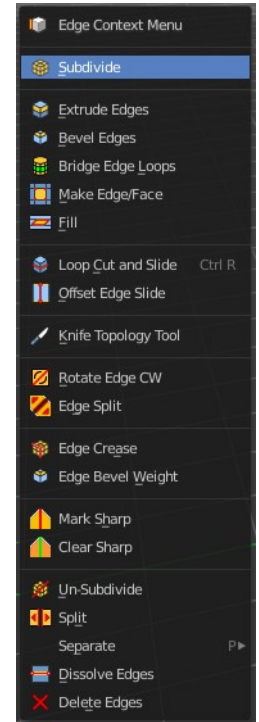 Edge Context Menu
Subdivide
Extrude Edges
Bevel Edges
Bridge Edge Loops
Make Edge/Face
Fill
Loop Cut and Slide Ctrl R
Offset Edge Slide
Knife Topology Tool
Rotate Edge CW
Edge Split
Edge Crease
Edge Bevel Weight
Mark Sharp
Clear Sharp
Un-Subdivide
Split
Separate P▶
Dissolve Edges
Delete Edges